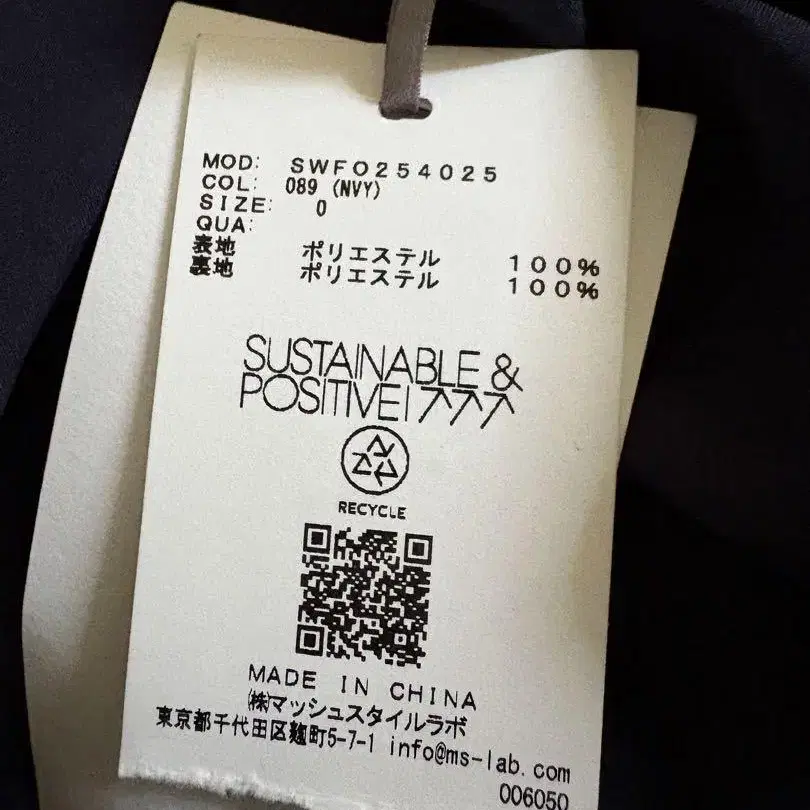 MOD: SWFO254025
COL: 089 (NVY)
SIZE: 0
QUA:
表地 ポリエステル 100%
裏地 ポリエステル 100%
SUSTAINABLE &
POSITIVE! ↗↗↗
RECYCLE
MADE IN CHINA
㈱マッシュスタイルラボ
東京都千代田区麹町5-7-1 info@ms-lab.com
006050